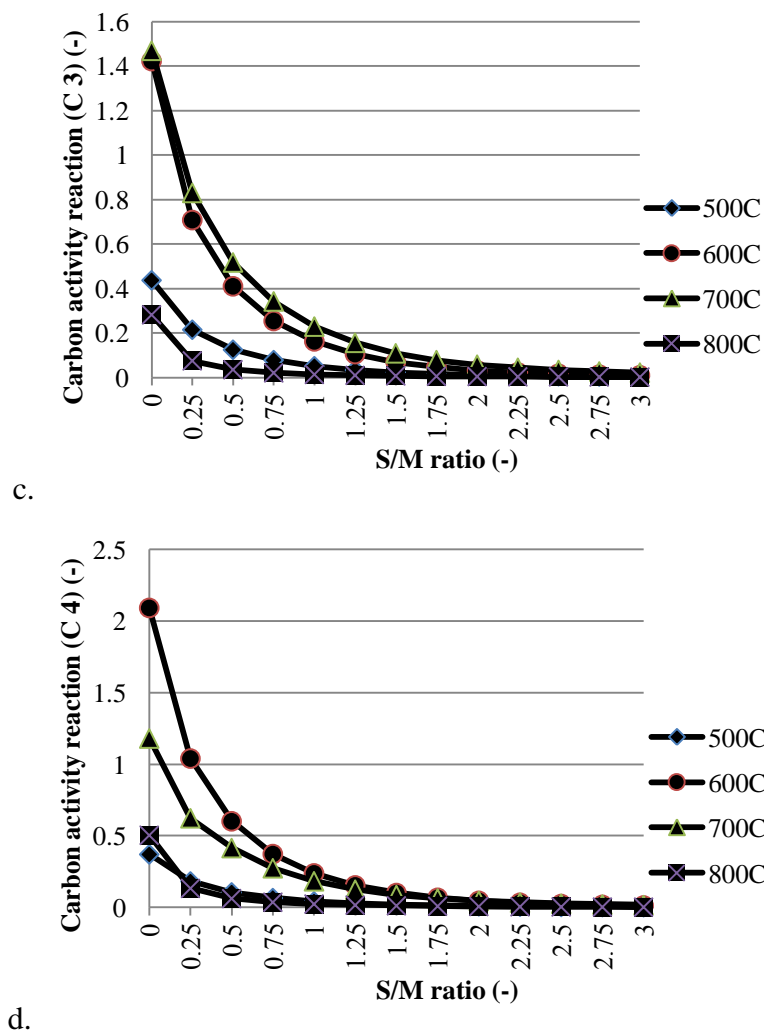 Carbon activity reaction (C 3) (-)
1.6
1.4
1.2
1
0.8
0.6
0.4
0.2
0
0
0.25
0.5
0.75
1
1.25
1.5
1.75
2
2.25
2.5
2.75
3
S/M ratio (-)
500C
600C
700C
800C
c.
Carbon activity reaction (C 4) (-)
2.5
2
1.5
1
0.5
0
0
0.25
0.5
0.75
1
1.25
1.5
1.75
2
2.25
2.5
2.75
3
S/M ratio (-)
500C
600C
700C
800C
d.